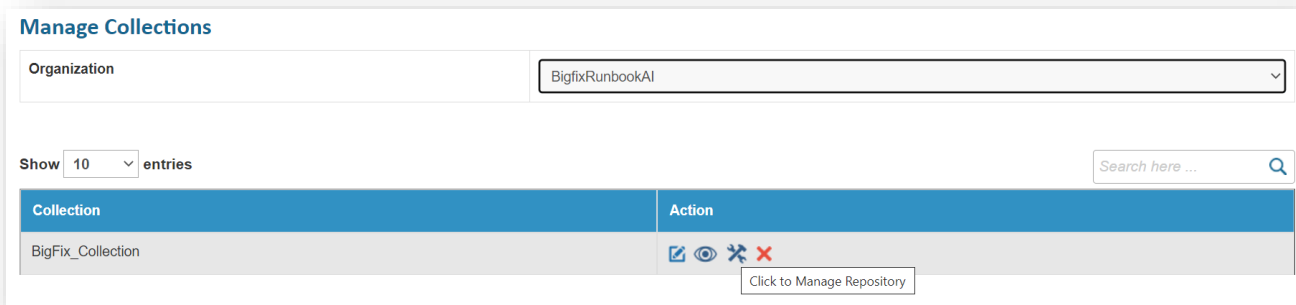 Manage Collections
Organization
BigfixRunbookAI
Show 10 entries
Search here ...
Collection Action
BigFix_Collection
Click to Manage Repository